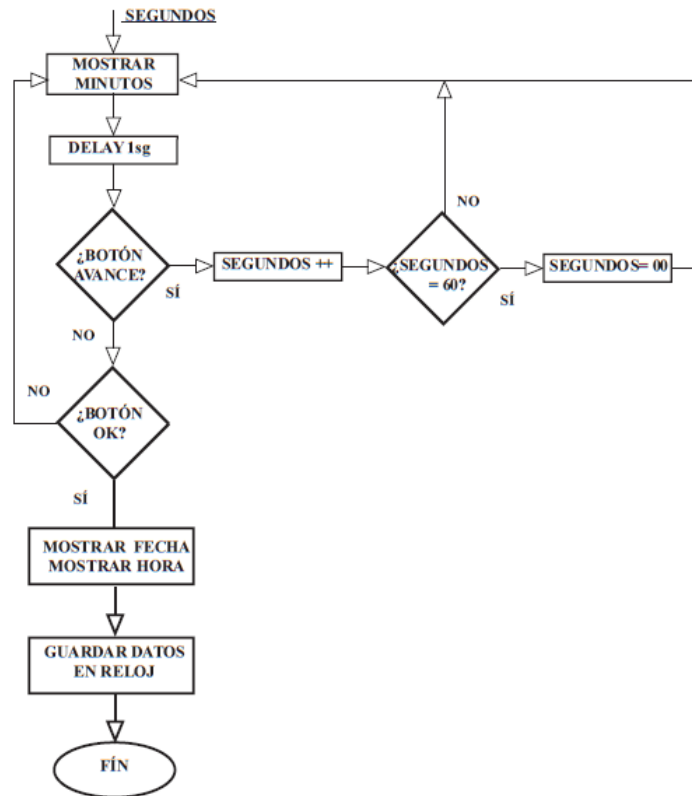 SEGUNDOS
MOSTRAR
MINUTOS
DELAY 1sg
¿BOTÓN
AVANCE?
SÍ
SEGUNDOS ++
¿SEGUNDOS
= 60?
NO
SÍ
SEGUNDOS= 00
NO
¿BOTÓN
OK?
NO
SÍ
MOSTRAR FECHA
MOSTRAR HORA
GUARDAR DATOS
EN RELOJ
FÍN